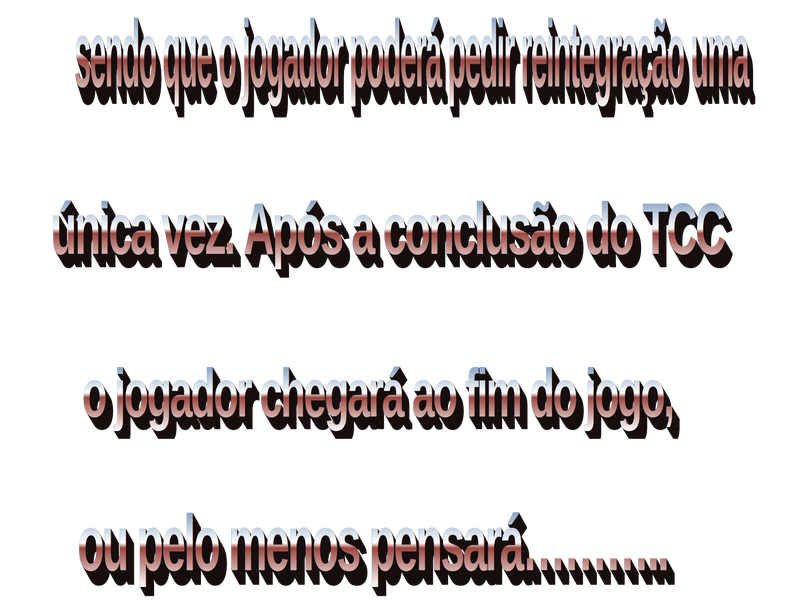 sendo que o jogador poderá pedir reintegração uma
única vez. Após a conclusão do TCC
o jogador chegará ao fim do jogo,
ou pelo menos pensará...........